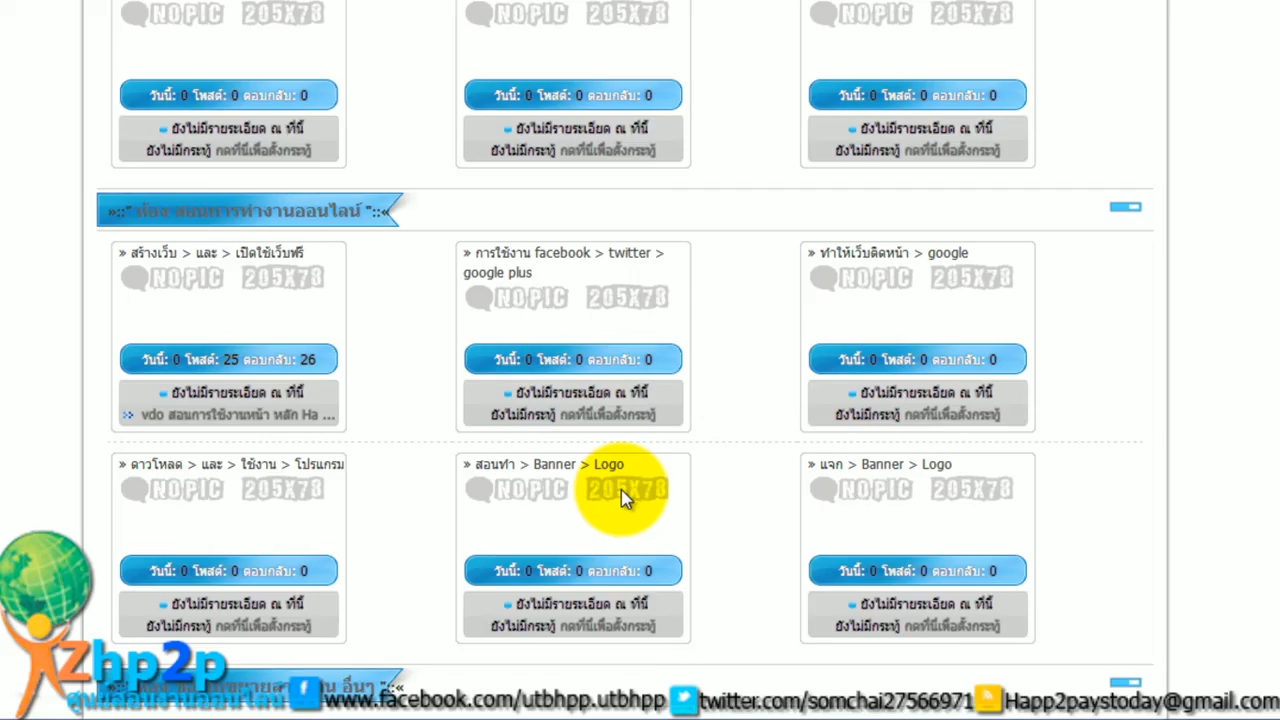 NOPIC 205X78 NOPIC 205X78 NOPIC 205X78
วันนี้: 0 โพสต์: 0 ตอบกลับ: 0 วันนี้: 0 โพสต์: 0 ตอบกลับ: 0 วันนี้: 0 โพสต์: 0 ตอบกลับ: 0
ยังไม่มีรายระเอียด ณ ที่นี้ ยังไม่มีรายระเอียด ณ ที่นี้ ยังไม่มีรายระเอียด ณ ที่นี้
ยังไม่มีกระทู้ กดที่นี่เพื่อตั้งกระทู้ ยังไม่มีกระทู้ กดที่นี่เพื่อตั้งกระทู้ ยังไม่มีกระทู้ กดที่นี่เพื่อตั้งกระทู้
»::" ห้อง สอนการทำงานออนไลน์ "::«
» สร้างเว็บ > และ > เปิดใช้เว็บฟรี » การใช้งาน facebook > twitter > » ทำให้เว็บติดหน้า > google
google plus
NOPIC 205X78 NOPIC 205X78 NOPIC 205X78
วันนี้: 0 โพสต์: 25 ตอบกลับ: 26 วันนี้: 0 โพสต์: 0 ตอบกลับ: 0 วันนี้: 0 โพสต์: 0 ตอบกลับ: 0
ยังไม่มีรายระเอียด ณ ที่นี้ ยังไม่มีรายระเอียด ณ ที่นี้ ยังไม่มีรายระเอียด ณ ที่นี้
vdo สอนการใช้งานหน้า หลัก Ha ... ยังไม่มีกระทู้ กดที่นี่เพื่อตั้งกระทู้ ยังไม่มีกระทู้ กดที่นี่เพื่อตั้งกระทู้
» ดาวโหลด > และ > ใช้งาน > โปรแกรม » สอนทำ > Banner > Logo » แจก > Banner > Logo
NOPIC 205X78 NOPIC 205X78 NOPIC 205X78
วันนี้: 0 โพสต์: 0 ตอบกลับ: 0 วันนี้: 0 โพสต์: 0 ตอบกลับ: 0 วันนี้: 0 โพสต์: 0 ตอบกลับ: 0
ยังไม่มีรายระเอียด ณ ที่นี้ ยังไม่มีรายระเอียด ณ ที่นี้ ยังไม่มีรายระเอียด ณ ที่นี้
ยังไม่มีกระทู้ กดที่นี่เพื่อตั้งกระทู้ ยังไม่มีกระทู้ กดที่นี่เพื่อตั้งกระทู้ ยังไม่มีกระทู้ กดที่นี่เพื่อตั้งกระทู้
zhp2p
www.facebook.com/utbhpp.utbhpp twitter.com/somchai27566971 Happ2paystoday@gmail.com